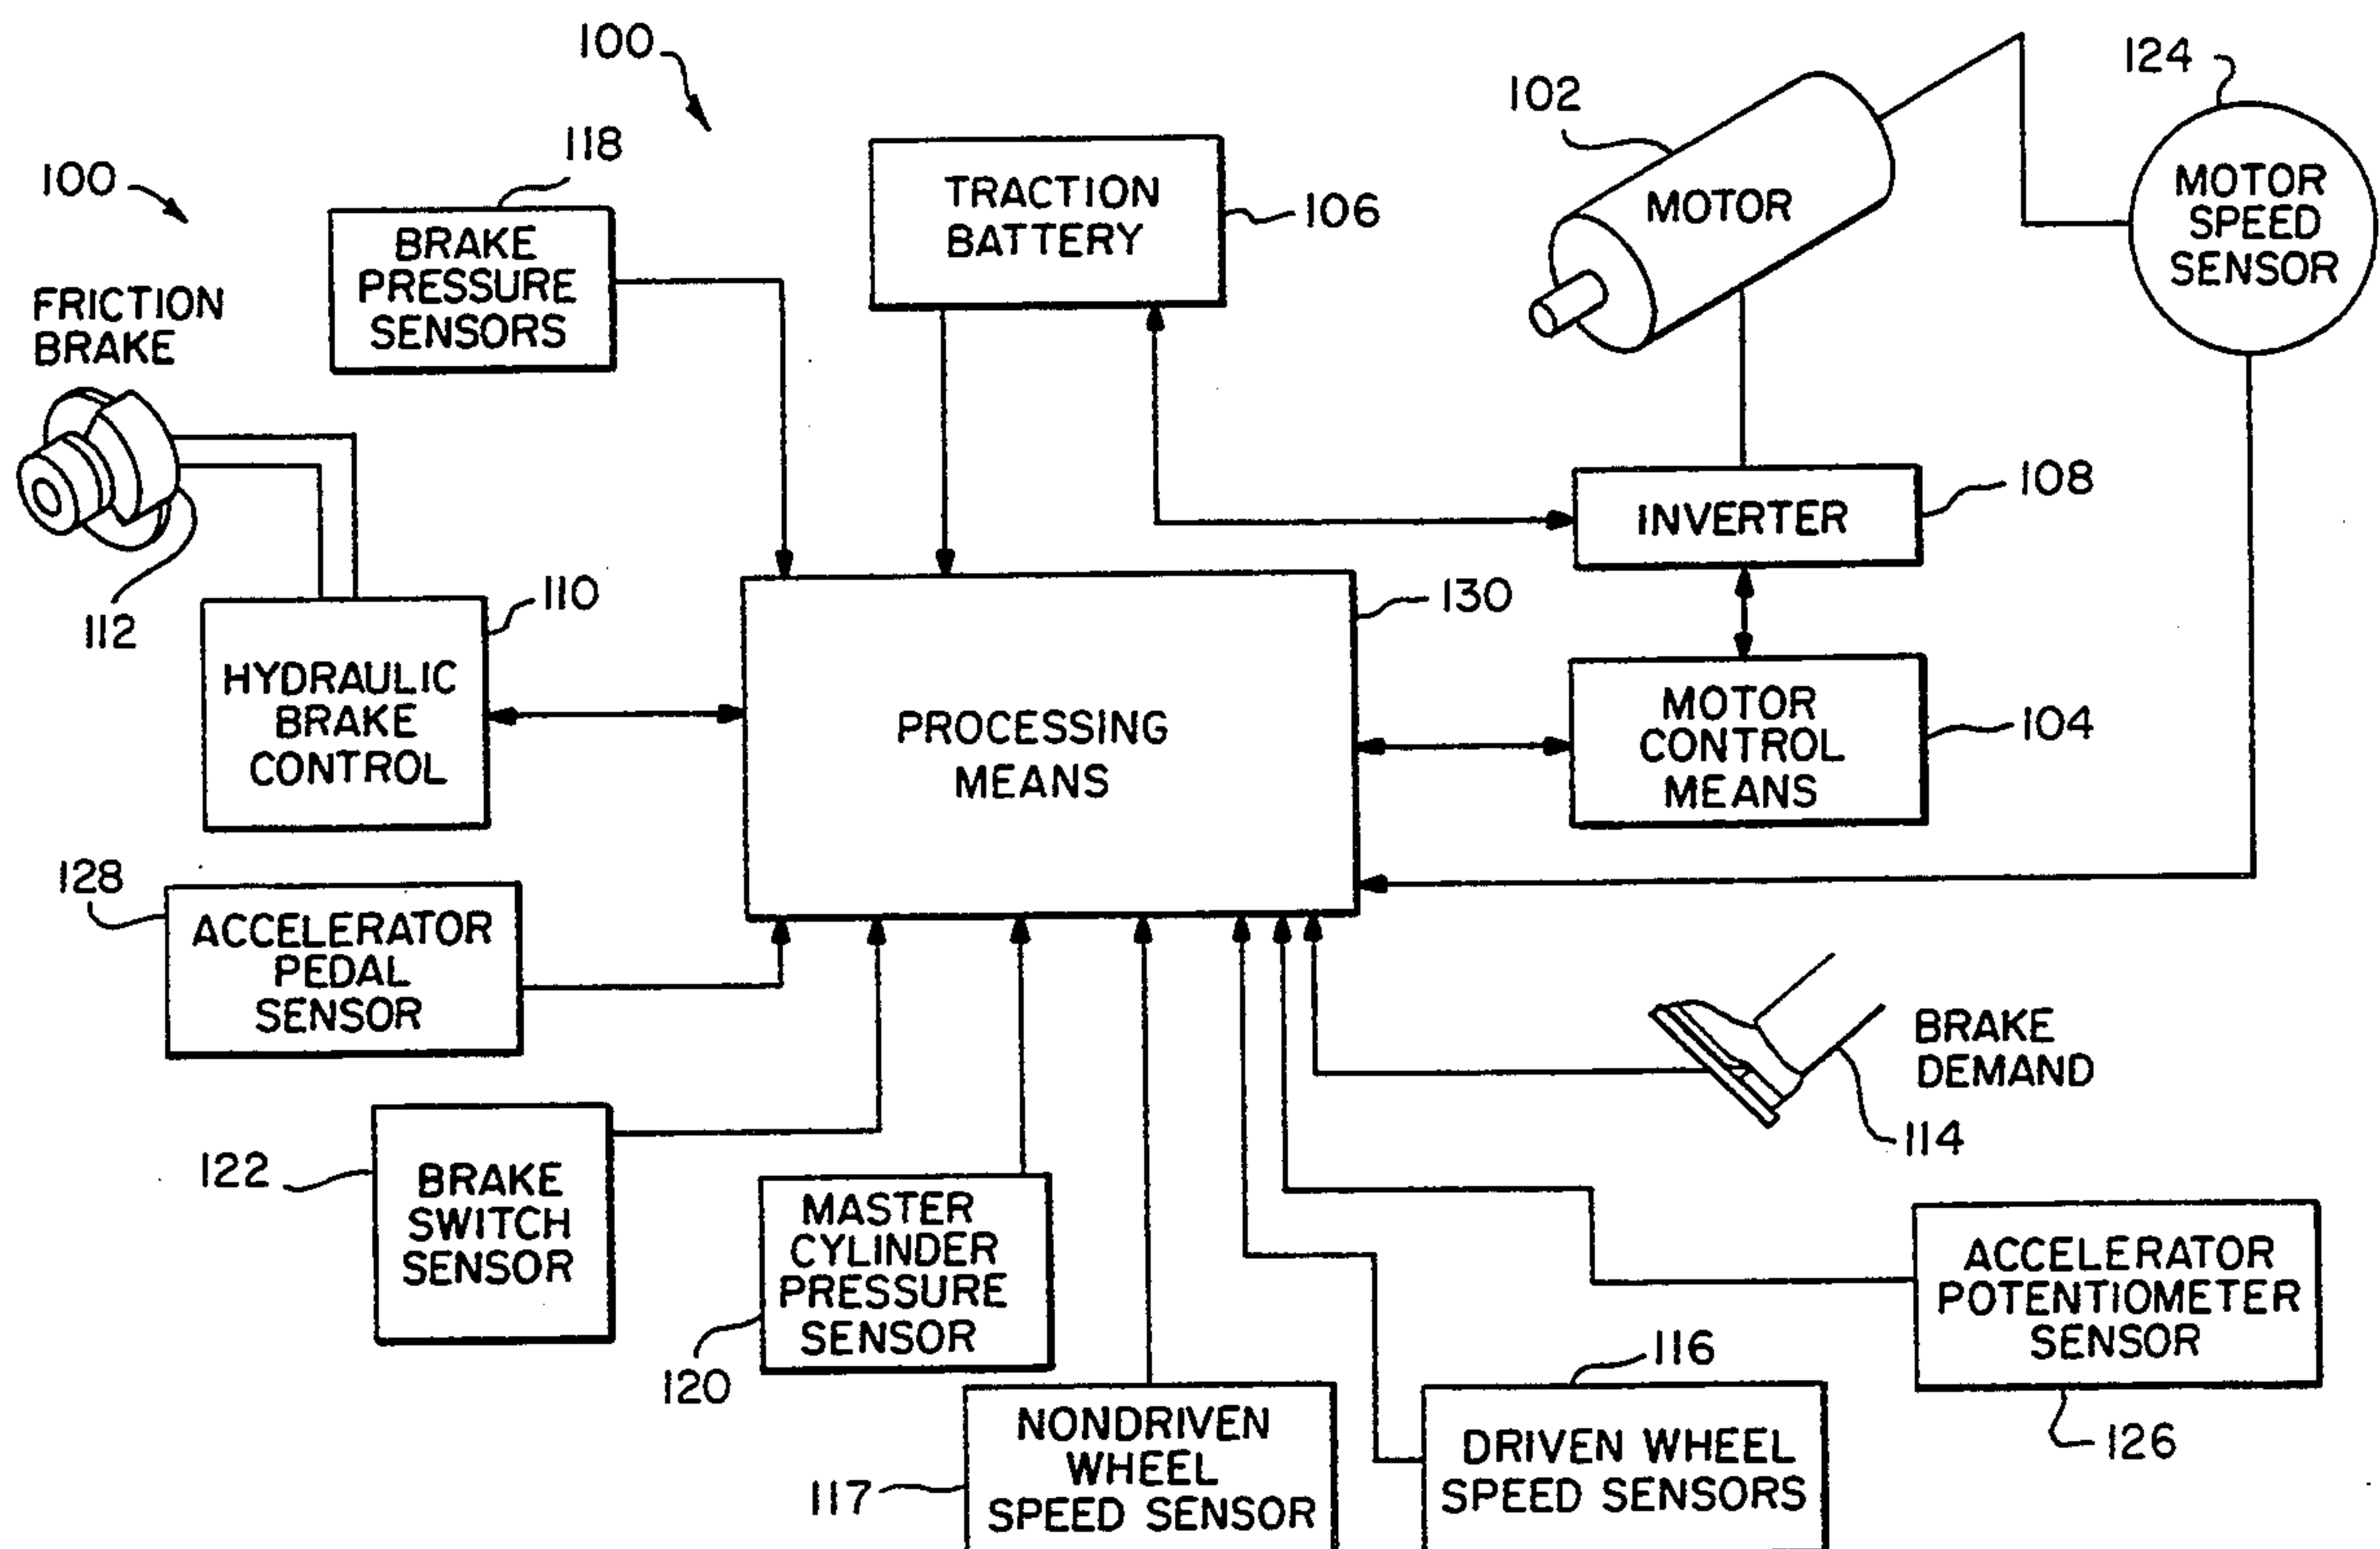 100
100
102
124
118
BRAKE
PRESSURE
SENSORS
TRACTION
BATTERY
106
MOTOR
MOTOR
SPEED
SENSOR
FRICTION
BRAKE
112
110
HYDRAULIC
BRAKE
CONTROL
INVERTER
108
130
PROCESSING
MEANS
MOTOR
CONTROL
MEANS
104
128
ACCELERATOR
PEDAL
SENSOR
BRAKE
DEMAND
114
122
BRAKE
SWITCH
SENSOR
MASTER
CYLINDER
PRESSURE
SENSOR
120
ACCELERATOR
POTENTIOMETER
SENSOR
126
117
NONDRIVEN
WHEEL
SPEED SENSOR
116
DRIVEN WHEEL
SPEED SENSORS